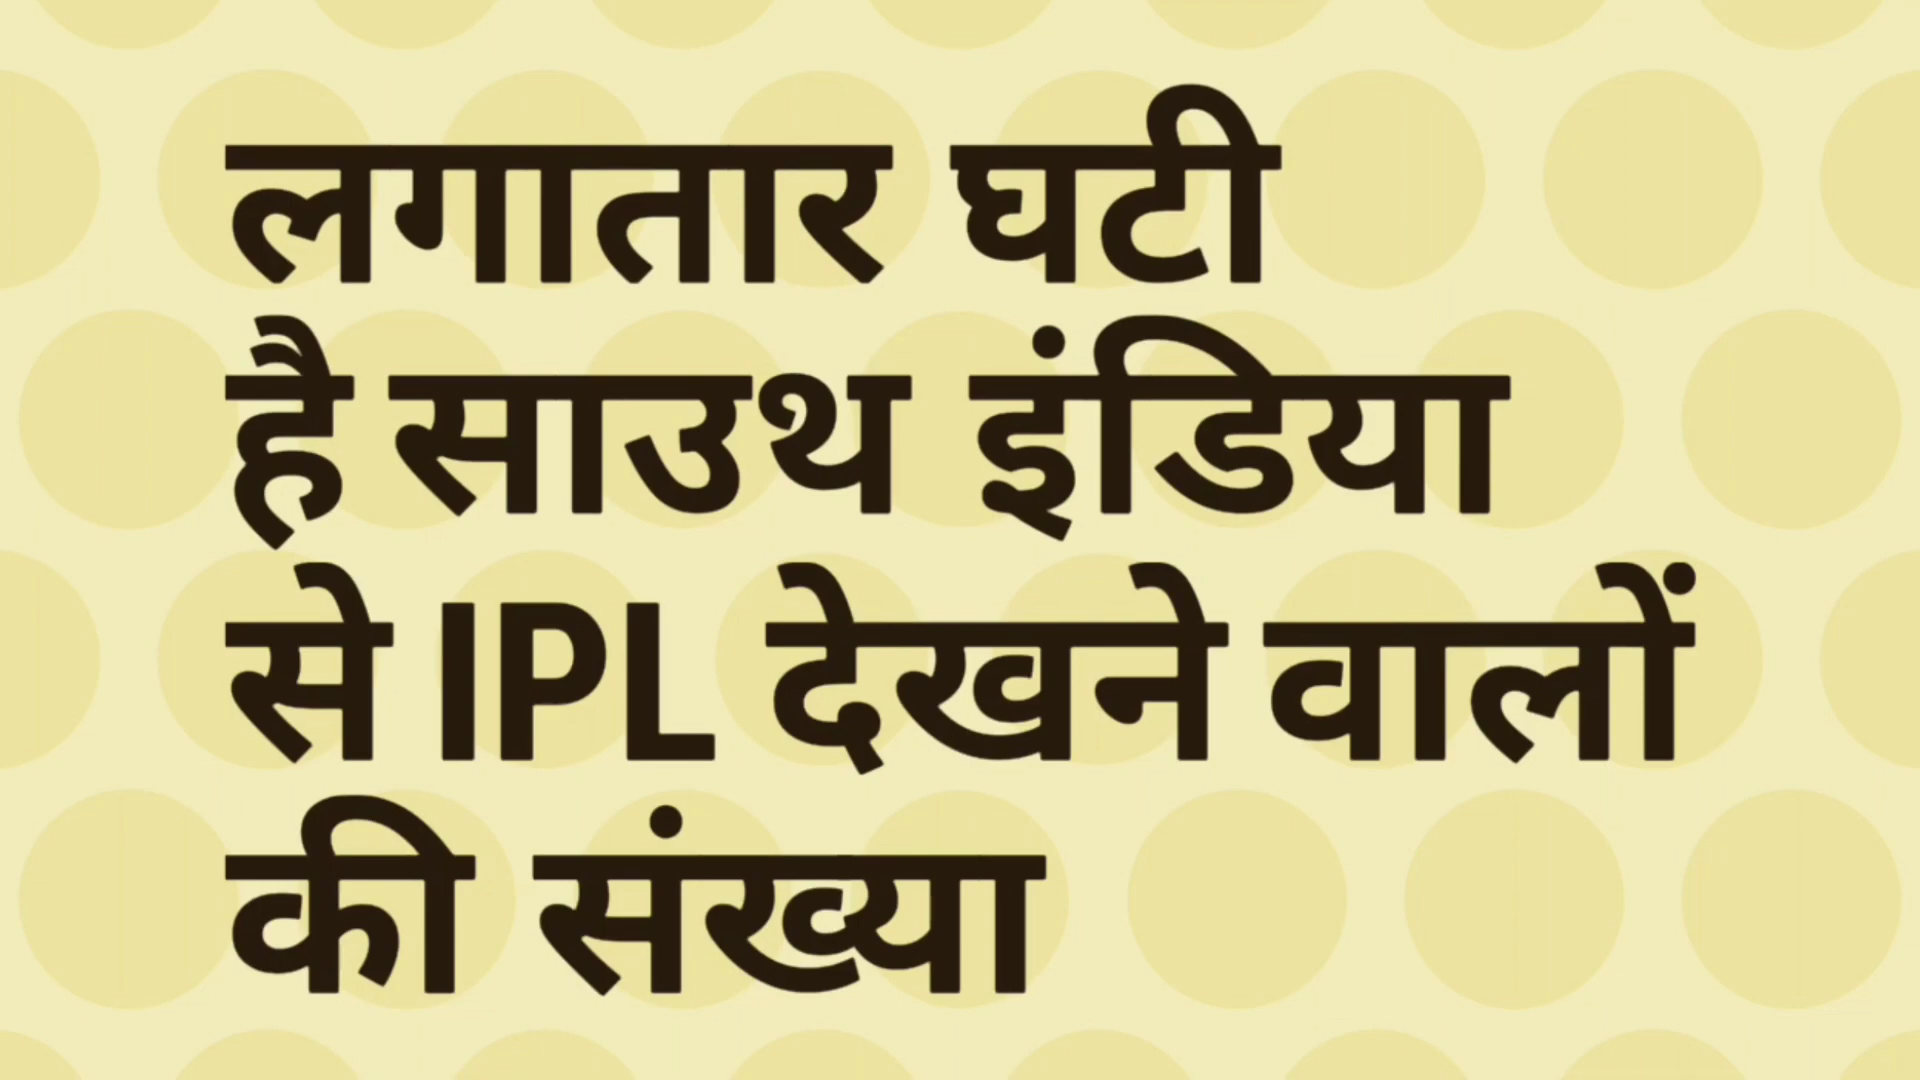 लगातार घटी
है साउथ इंडिया
से IPL देखने वालों
की संख्या